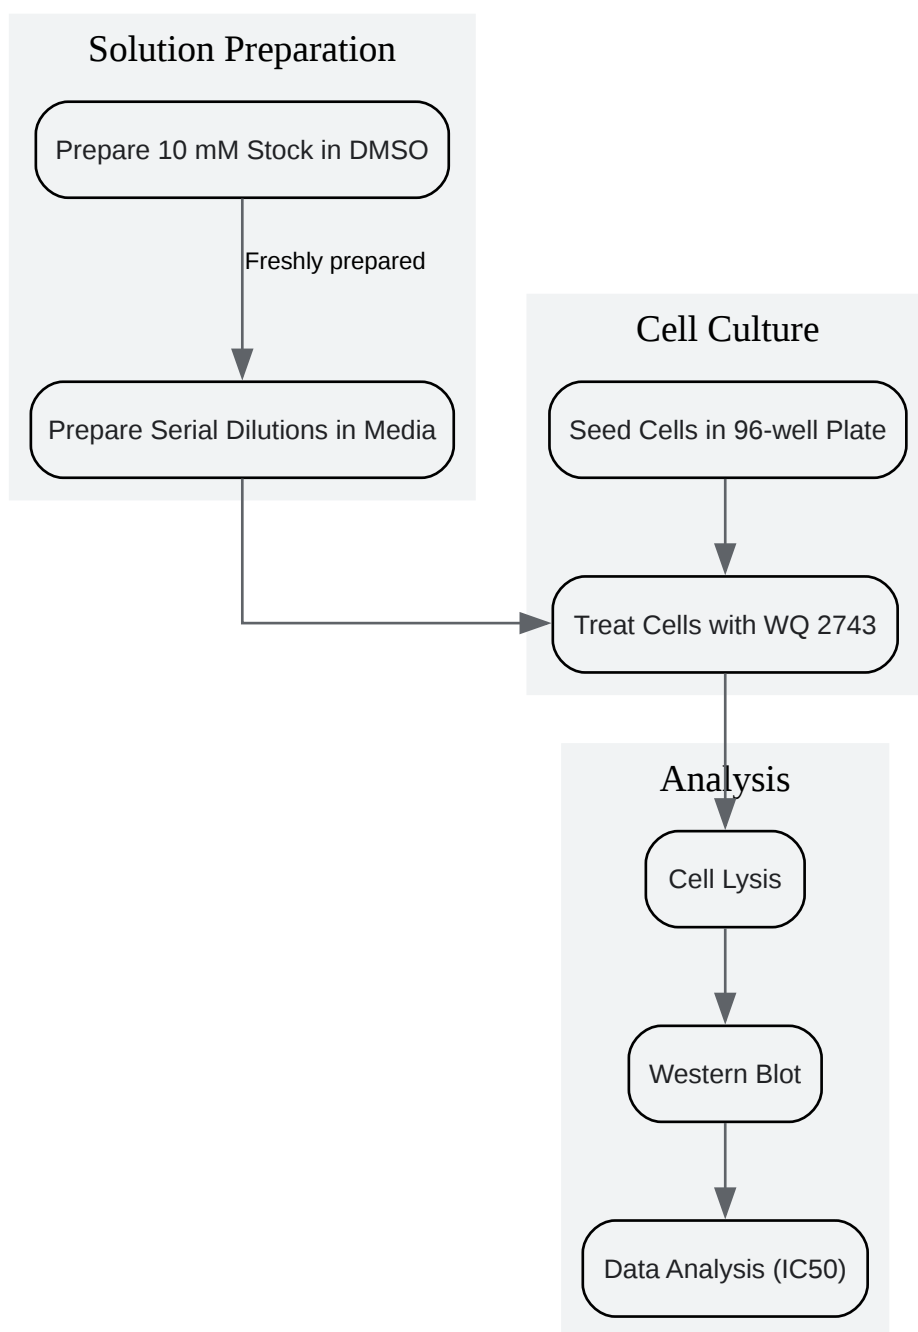 Solution Preparation
Prepare 10 mM Stock in DMSO
Freshly prepared
Prepare Serial Dilutions in Media
Cell Culture
Seed Cells in 96-well Plate
Treat Cells with WQ 2743
Analysis
Cell Lysis
Western Blot
Data Analysis (IC50)